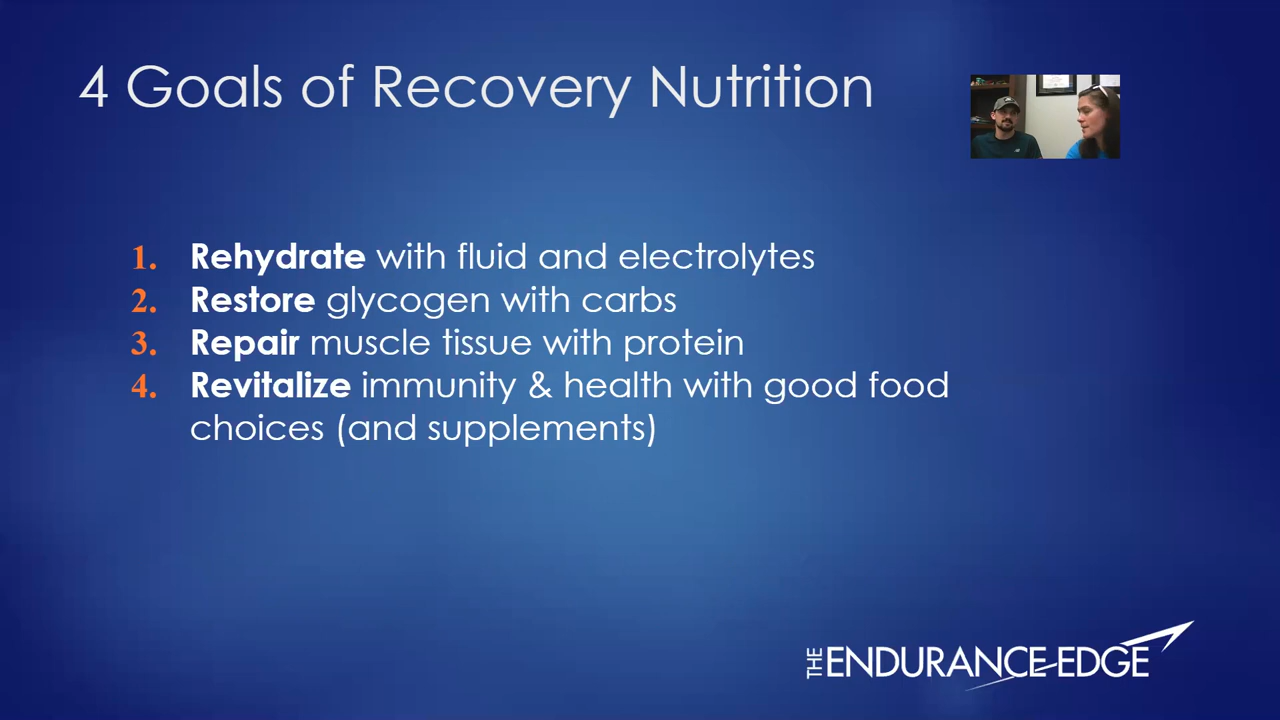 4 Goals of Recovery Nutrition
1. Rehydrate with fluid and electrolytes
2. Restore glycogen with carbs
3. Repair muscle tissue with protein
4. Revitalize immunity & health with good food
choices (and supplements)
THE ENDURANCE EDGE